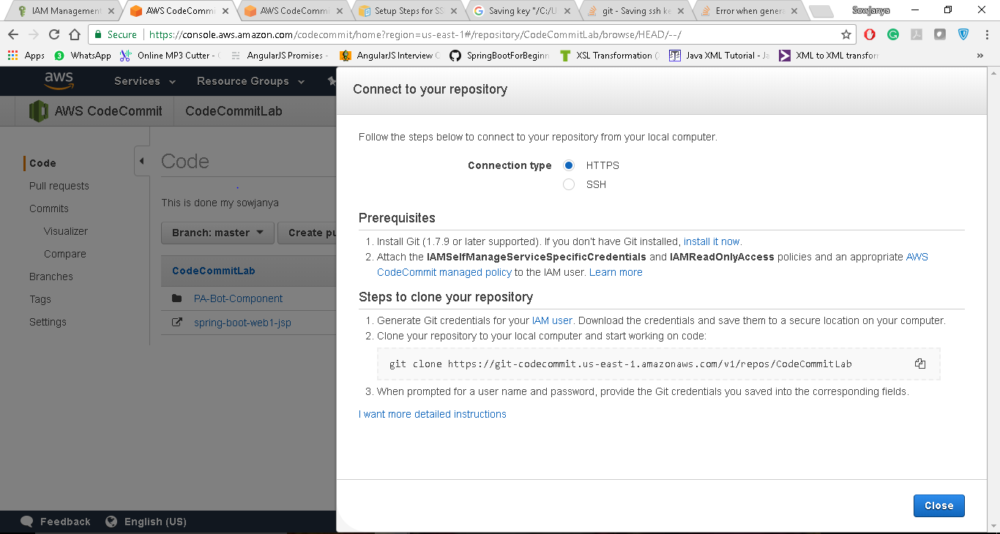 IAM Management
AWS CodeCommi
AWS CodeCommi
Setup Steps for SS
Saving key "/C:/U
git - Saving ssh ke
Error when genera
Sowjanya
Secure
https://console.aws.amazon.com/codecommit/home?region=us-east-1#/repository/CodeCommitLab/browse/HEAD/--/
Apps
WhatsApp
Online MP3 Cutter - (
AngularJS Promises -
AngularJS Interview C
SpringBootForBeginn
XSL Transformation (
Java XML Tutorial - Ja
XML to XML transfor
»
aws
Services
Resource Groups
AWS CodeCommit
CodeCommitLab
Code
Pull requests
Commits
Visualizer
Compare
Branches
Tags
Settings
Code
This is done my sowjanya
Branch: master
Create pu
CodeCommitLab
PA-Bot-Component
spring-boot-web1-jsp
Connect to your repository
Follow the steps below to connect to your repository from your local computer.
Connection type
HTTPS
SSH
Prerequisites
1. Install Git (1.7.9 or later supported). If you don't have Git installed, install it now.
2. Attach the IAMSelfManageServiceSpecificCredentials and IAMReadOnlyAccess policies and an appropriate AWS
CodeCommit managed policy to the IAM user. Learn more
Steps to clone your repository
1. Generate Git credentials for your IAM user. Download the credentials and save them to a secure location on your computer.
2. Clone your repository to your local computer and start working on code:
git clone https://git-codecommit.us-east-1.amazonaws.com/v1/repos/CodeCommitLab
3. When prompted for a user name and password, provide the Git credentials you saved into the corresponding fields.
I want more detailed instructions
Close
Feedback
English (US)